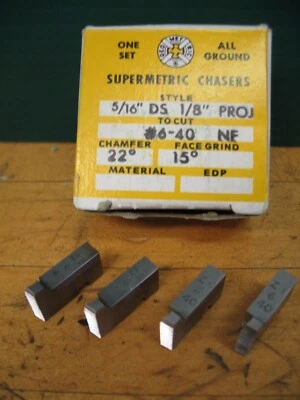 ONE SET
GEOMETRIC
ALL GROUND
SUPERMETRIC CHASERS
STYLE
5/16" DS 1/8" PROJ
TO CUT
#6-40 NF
CHAMFER FACE GRIND
22° 15°
MATERIAL EDP